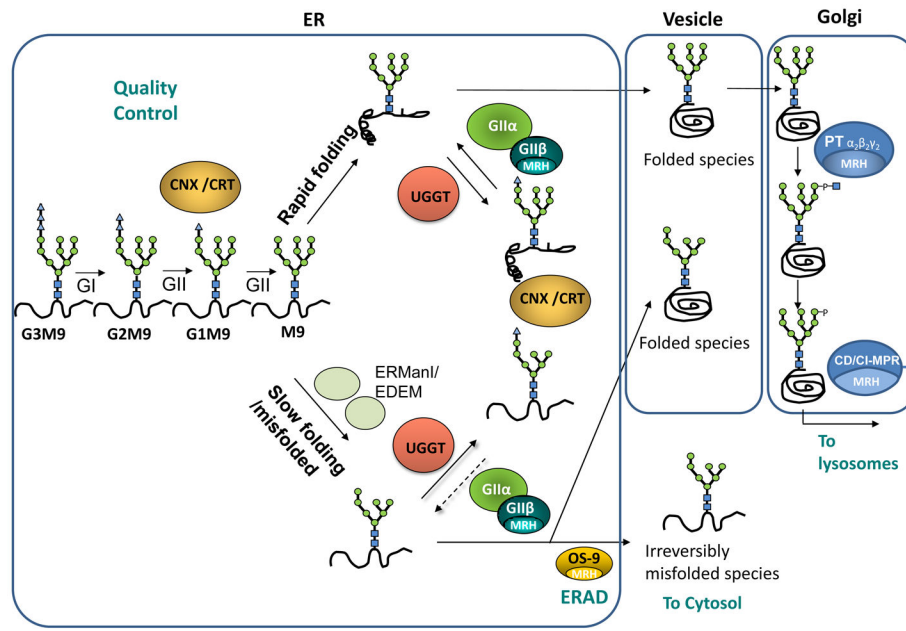 ER
Vesicle
Golgi
Quality
Control
CNX /CRT
Rapid folding
GIIα
GIIβ
MRH
UGGT
Folded species
PT α2β2γ2
MRH
P
GI
GII
GII
G3M9
G2M9
G1M9
M9
CNX /CRT
Folded species
P
CD/CI-MPR
MRH
ERManI/
EDEM
Slow folding
/misfolded
UGGT
GIIα
GIIβ
MRH
To
lysosomes
OS-9
MRH
ERAD
Irreversibly
misfolded species
To Cytosol